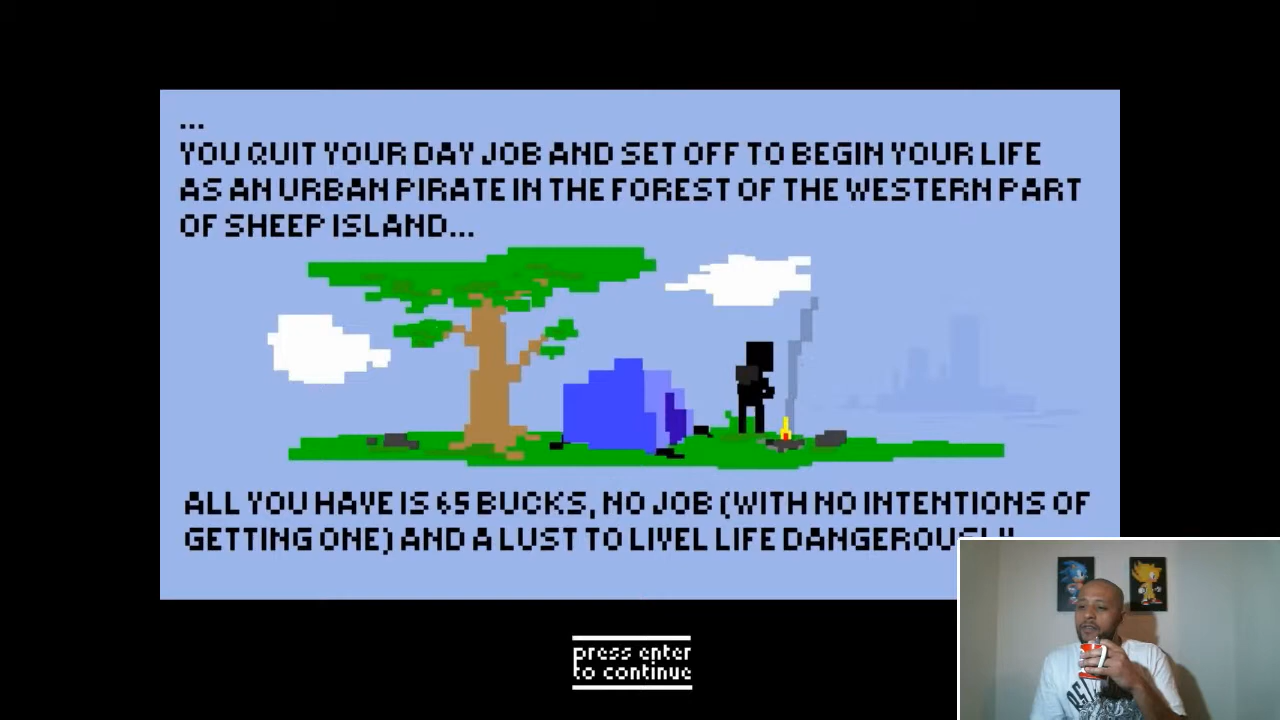 ...
YOU QUIT YOUR DAY JOB AND SET OFF TO BEGIN YOUR LIFE
AS AN URBAN PIRATE IN THE FOREST OF THE WESTERN PART
OF SHEEP ISLAND...
ALL YOU HAVE IS 65 BUCKS, NO JOB (WITH NO INTENTIONS OF
GETTING ONE) AND A LUST TO LIVEL LIFE
press enter
to continue